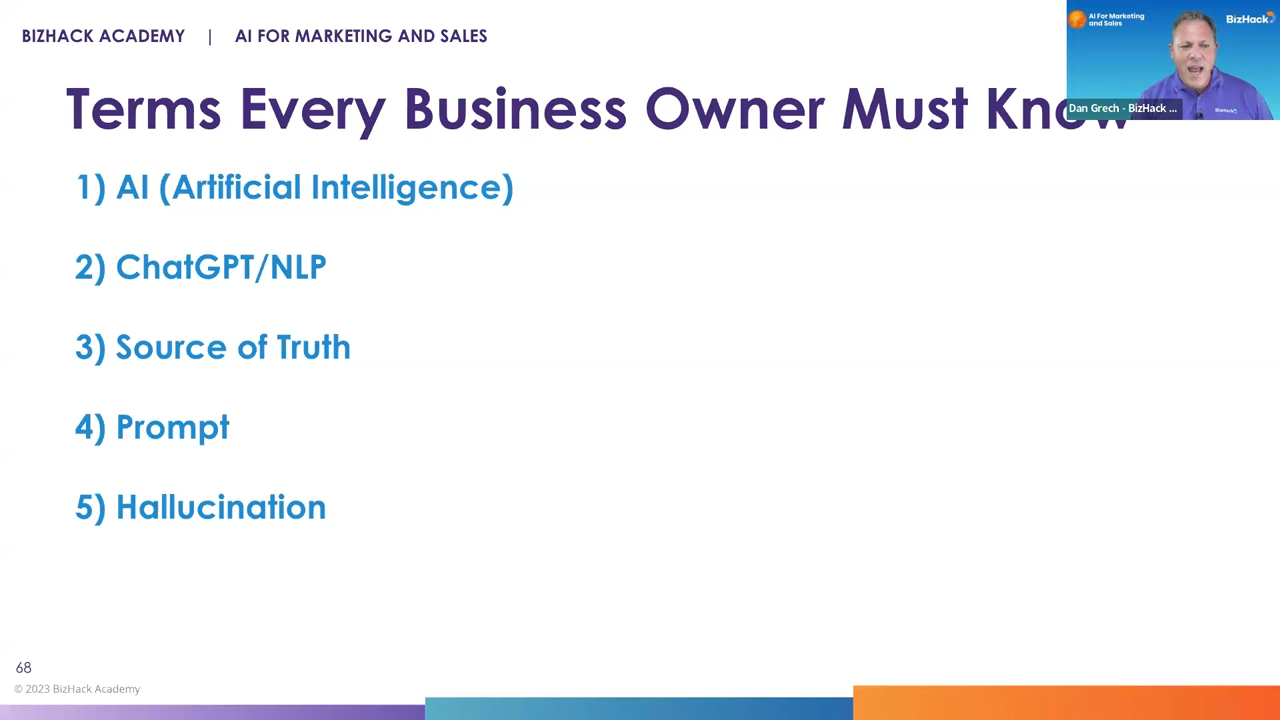 BIZHACK ACADEMY | AI FOR MARKETING AND SALES
AI For Marketing
and Sales
BizHack
Terms Every Business Owner Must Know
Dan Grech - BizHack ...
BizHack
1) AI (Artificial Intelligence)
2) ChatGPT/NLP
3) Source of Truth
4) Prompt
5) Hallucination
68
© 2023 BizHack Academy